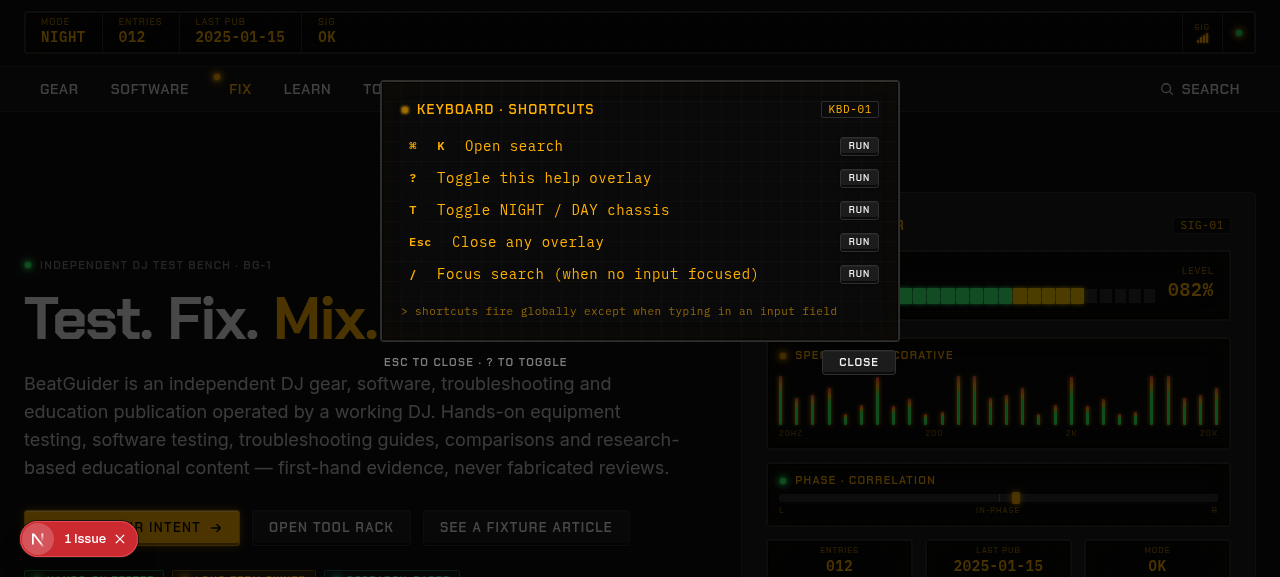 MODE ENTRIES LAST PUB SIG SIG
NIGHT 012 2025-01-15 OK
GEAR SOFTWARE FIX LEARN TO SEARCH
KEYBOARD · SHORTCUTS KBD-01
⌘ K Open search RUN
? Toggle this help overlay RUN
T Toggle NIGHT / DAY chassis RUN
Esc Close any overlay RUN
/ Focus search (when no input focused) RUN
> shortcuts fire globally except when typing in an input field
ESC TO CLOSE · ? TO TOGGLE CLOSE
INDEPENDENT DJ TEST BENCH · BG-1
Test. Fix. Mix.
BeatGuider is an independent DJ gear, software, troubleshooting and
education publication operated by a working DJ. Hands-on equipment
testing, software testing, troubleshooting guides, comparisons and research-
based educational content — first-hand evidence, never fabricated reviews.
R INTENT → OPEN TOOL RACK SEE A FIXTURE ARTICLE
1 Issue
SIG-01
LEVEL
082%
SPE CORATIVE
20HZ 200 2K 20K
PHASE · CORRELATION
L IN-PHASE R
ENTRIES LAST PUB MODE
012 2025-01-15 OK